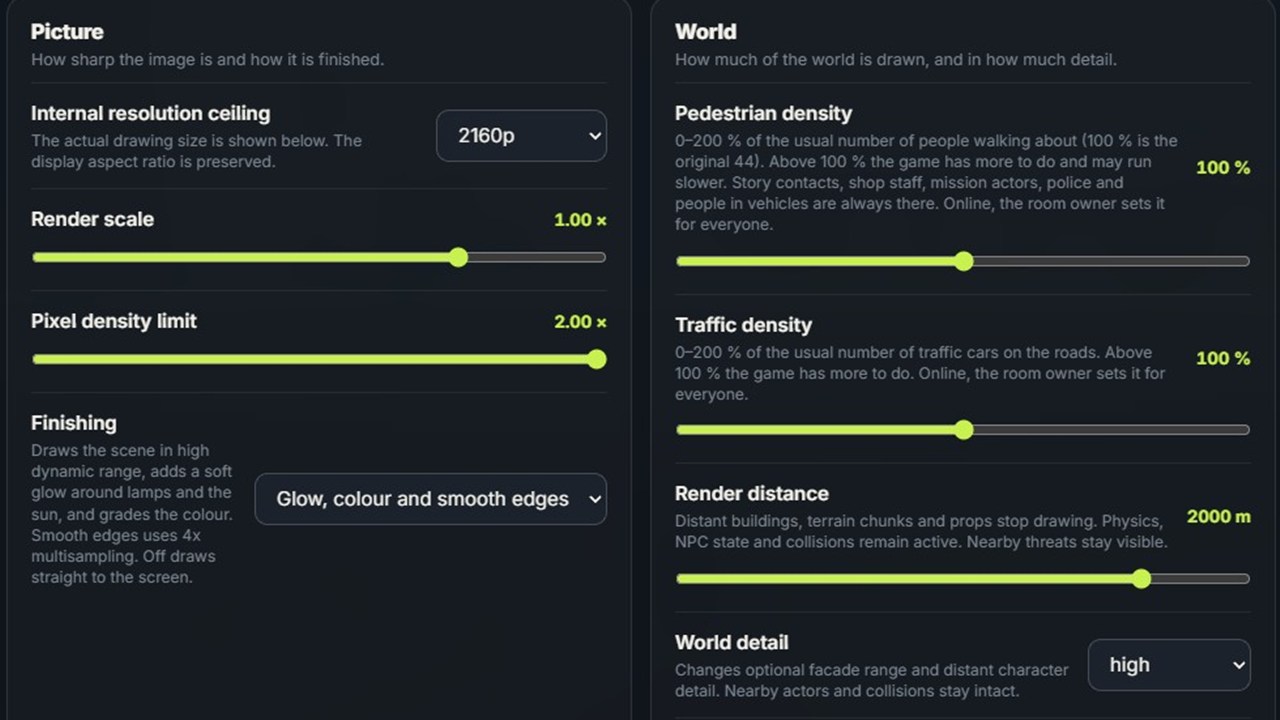 Picture
How sharp the image is and how it is finished.
Internal resolution ceiling
The actual drawing size is shown below. The
display aspect ratio is preserved.
2160p
Render scale
1.00 ×
Pixel density limit
2.00 ×
Finishing
Draws the scene in high
dynamic range, adds a soft
glow around lamps and the
sun, and grades the colour.
Smooth edges uses 4x
multisampling. Off draws
straight to the screen.
Glow, colour and smooth edges
World
How much of the world is drawn, and in how much detail.
Pedestrian density
0–200 % of the usual number of people walking about (100 % is the
original 44). Above 100 % the game has more to do and may run
slower. Story contacts, shop staff, mission actors, police and
people in vehicles are always there. Online, the room owner sets it
for everyone.
100 %
Traffic density
0–200 % of the usual number of traffic cars on the roads. Above
100 % the game has more to do. Online, the room owner sets it for
everyone.
100 %
Render distance
Distant buildings, terrain chunks and props stop drawing. Physics,
NPC state and collisions remain active. Nearby threats stay visible.
2000 m
World detail
Changes optional facade range and distant character
detail. Nearby actors and collisions stay intact.
high